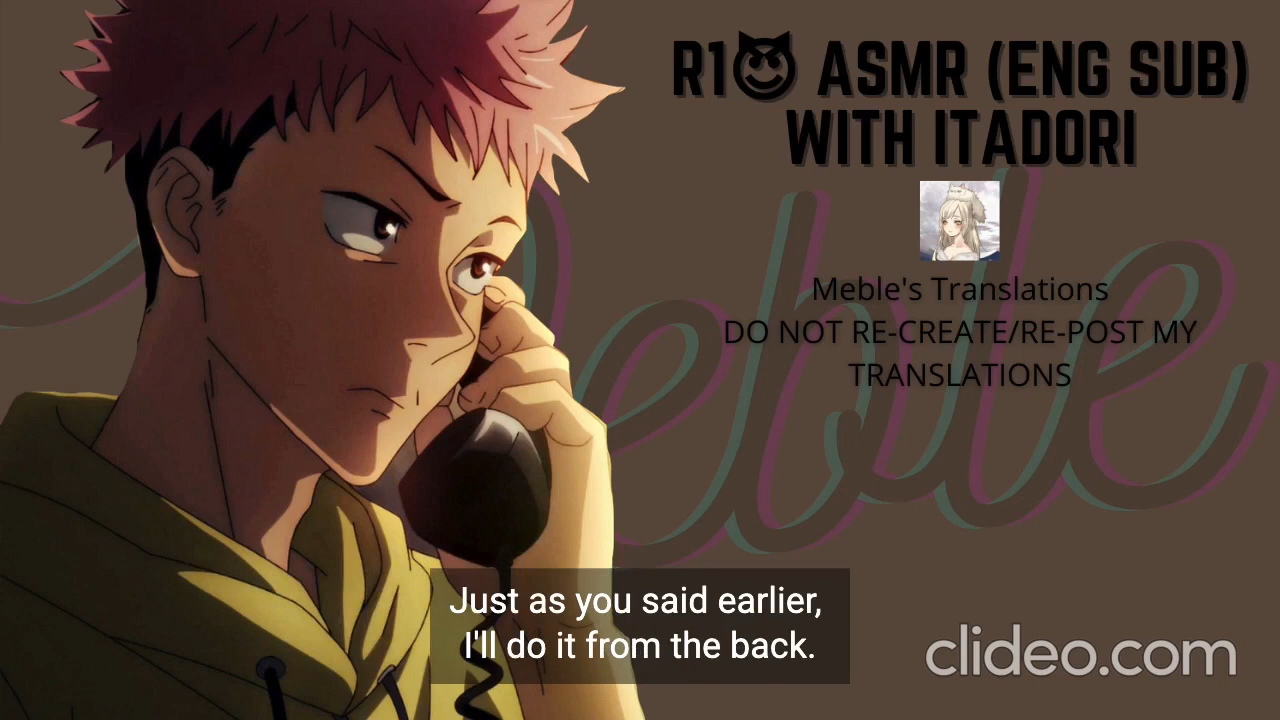 R1😈 ASMR (ENG SUB)
WITH ITADORI
Meble's Translations
DO NOT RE-CREATE/RE-POST MY
TRANSLATIONS
Meble
Just as you said earlier,
I'll do it from the back.
clideo.com